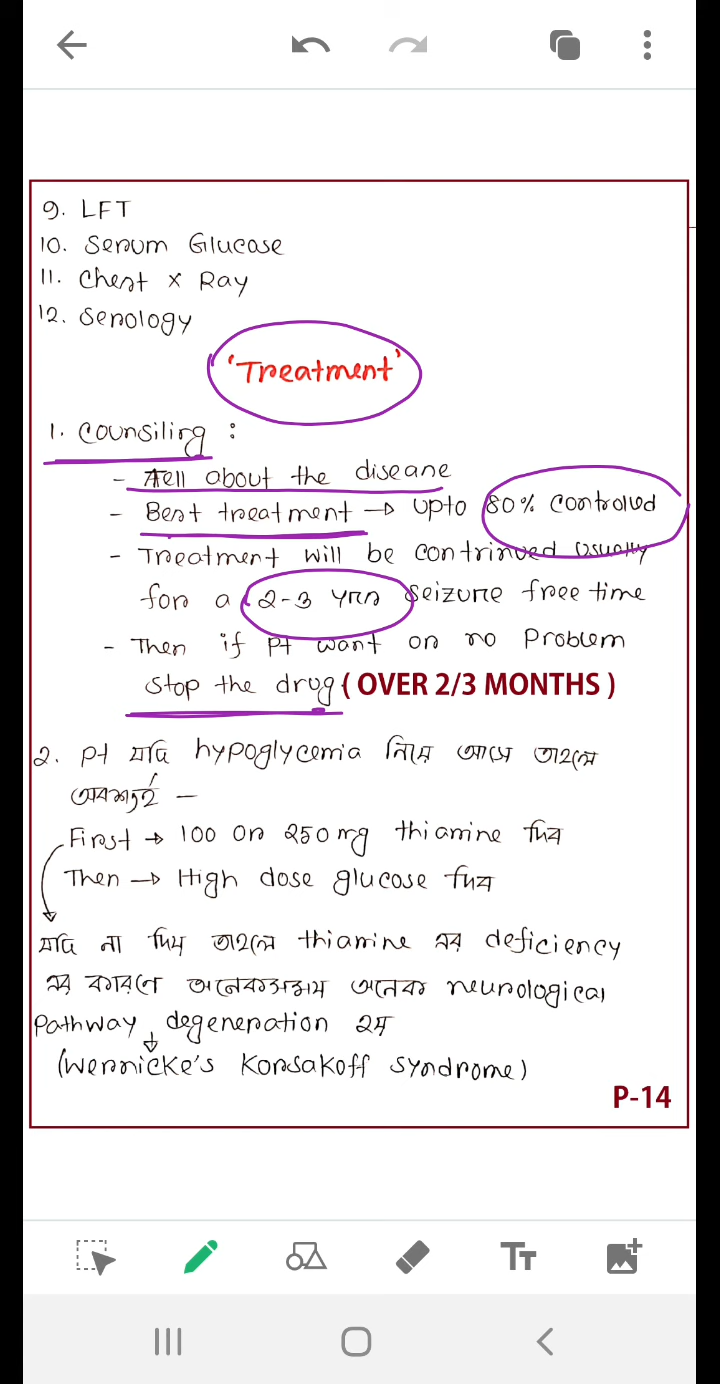 9. LFT
10. Serum Glucose
11. Chest x Ray
12. Serology
'Treatment'
1. Counsiling :
- Tell about the disease
- Best treatment → upto 80% controled
- Treatment will be contrinued usually
for a 2-3 yrs seizure free time
- Then if Pt want or no Problem
stop the drug ( OVER 2/3 MONTHS )
2. pt যদি hypoglycemia নিয়ে আসে তাহলে
অবশ্যই —
First → 100 or 250 mg thiamine দিব
Then → High dose glucose দিব
যদি না দিয় তাহলে thiamine এর deficiency
এর কারণে অনেকসময় অনেক neurological
Pathway degeneration হয়
(Wernicke's Korsakoff syndrome)
P-14
TT